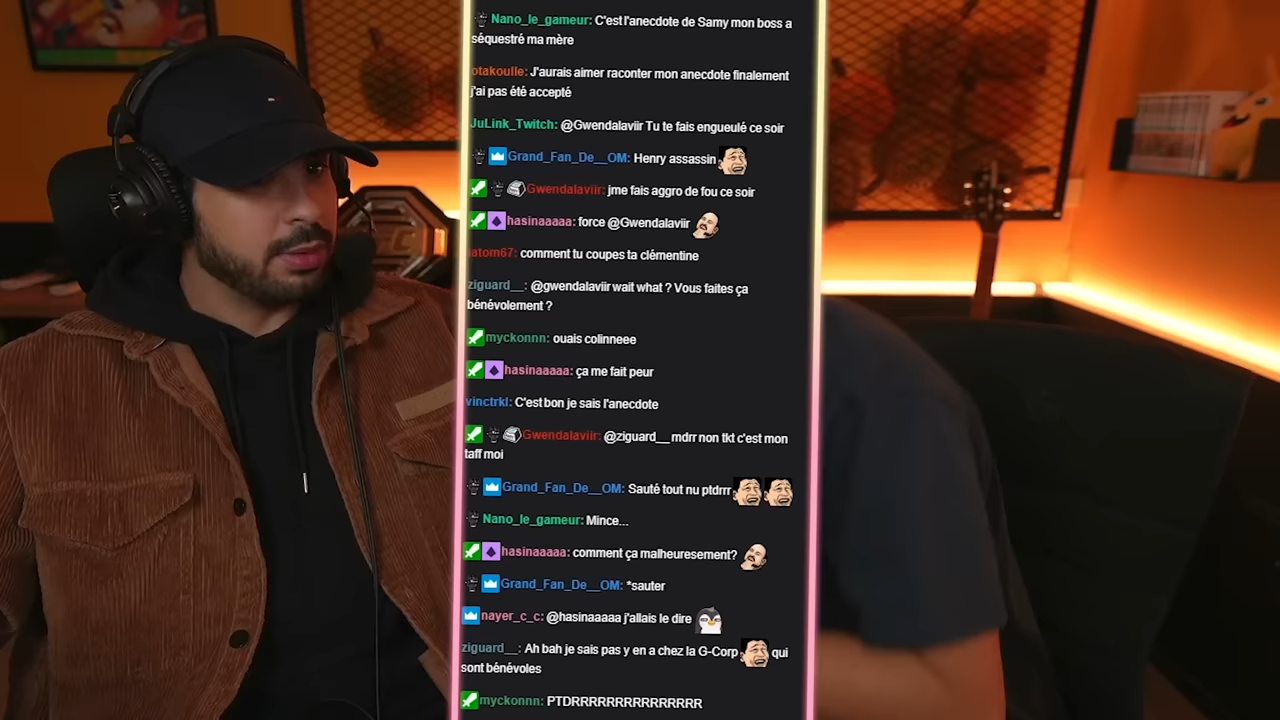 Nano_le_gameur: C'est l'anecdote de Samy mon boss a
séquestré ma mère
otakoulle: J'aurais aimer raconter mon anecdote finalement
j'ai pas été accepté
JuLink_Twitch: @Gwendalaviir Tu te fais engueulé ce soir
Grand_Fan_De__OM: Henry assassin
Gwendalaviir: jme fais aggro de fou ce soir
hasinaaaaa: force @Gwendalaviir
atom67: comment tu coupes ta clémentine
ziguard__: @gwendalaviir wait what ? Vous faites ça
bénévolement ?
myckonnn: ouais colinneee
hasinaaaaa: ça me fait peur
vinctrkl: C'est bon je sais l'anecdote
Gwendalaviir: @ziguard__ mdrr non tkt c'est mon
taff moi
Grand_Fan_De__OM: Sauté tout nu ptdrrr
Nano_le_gameur: Mince...
hasinaaaaa: comment ça malheuresement?
Grand_Fan_De__OM: *sauter
nayer_c_c: @hasinaaaaa j'allais le dire
ziguard__: Ah bah je sais pas y en a chez la G-Corp qui
sont bénévoles
myckonnn: PTDRRRRRRRRRRRRRRR